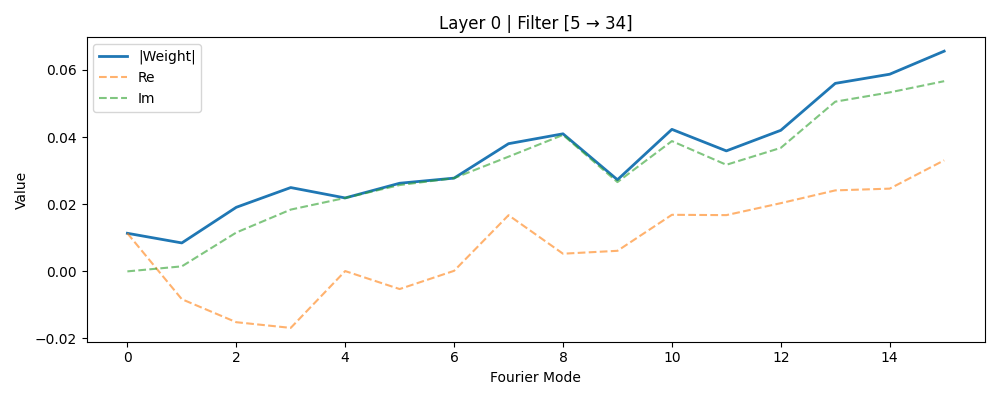 Layer 0 | Filter [5 → 34]
|Weight|
Re
Im
Value
0.06
0.04
0.02
0.00
−0.02
0 2 4 6 8 10 12 14
Fourier Mode